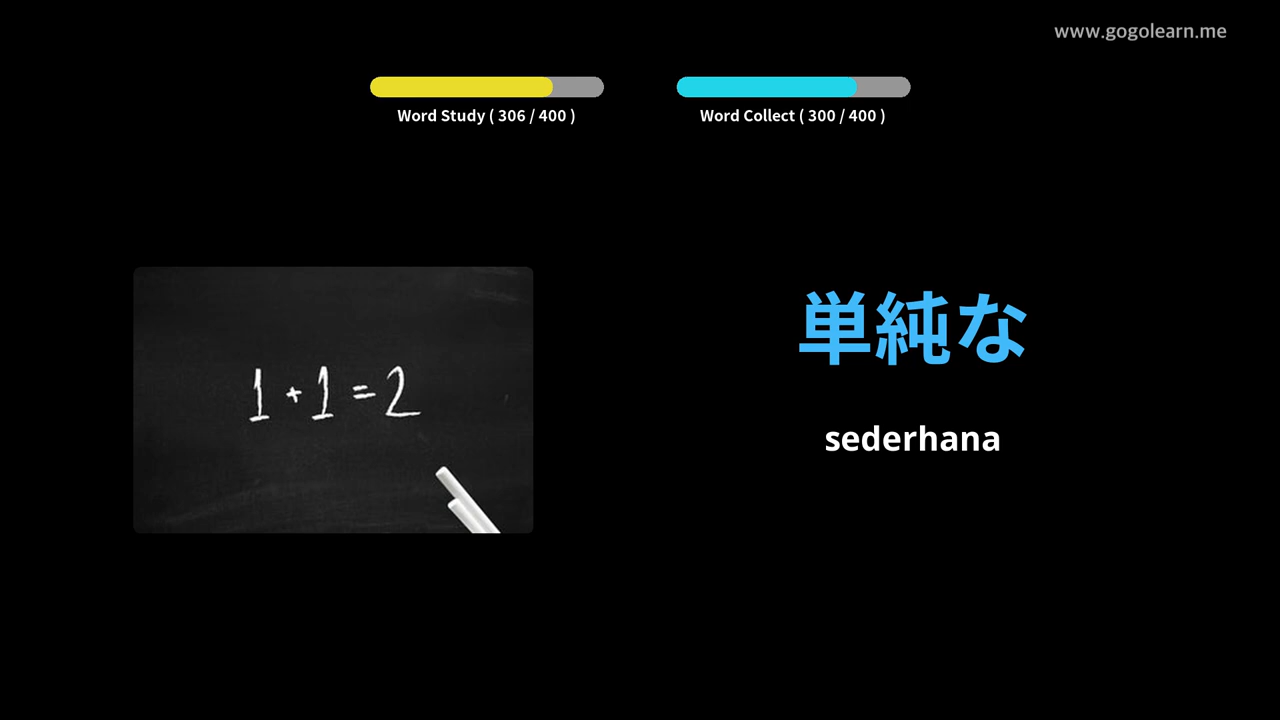 www.gogolearn.me
Word Study ( 306 / 400 )
Word Collect ( 300 / 400 )
1 + 1 = 2
単純な
sederhana